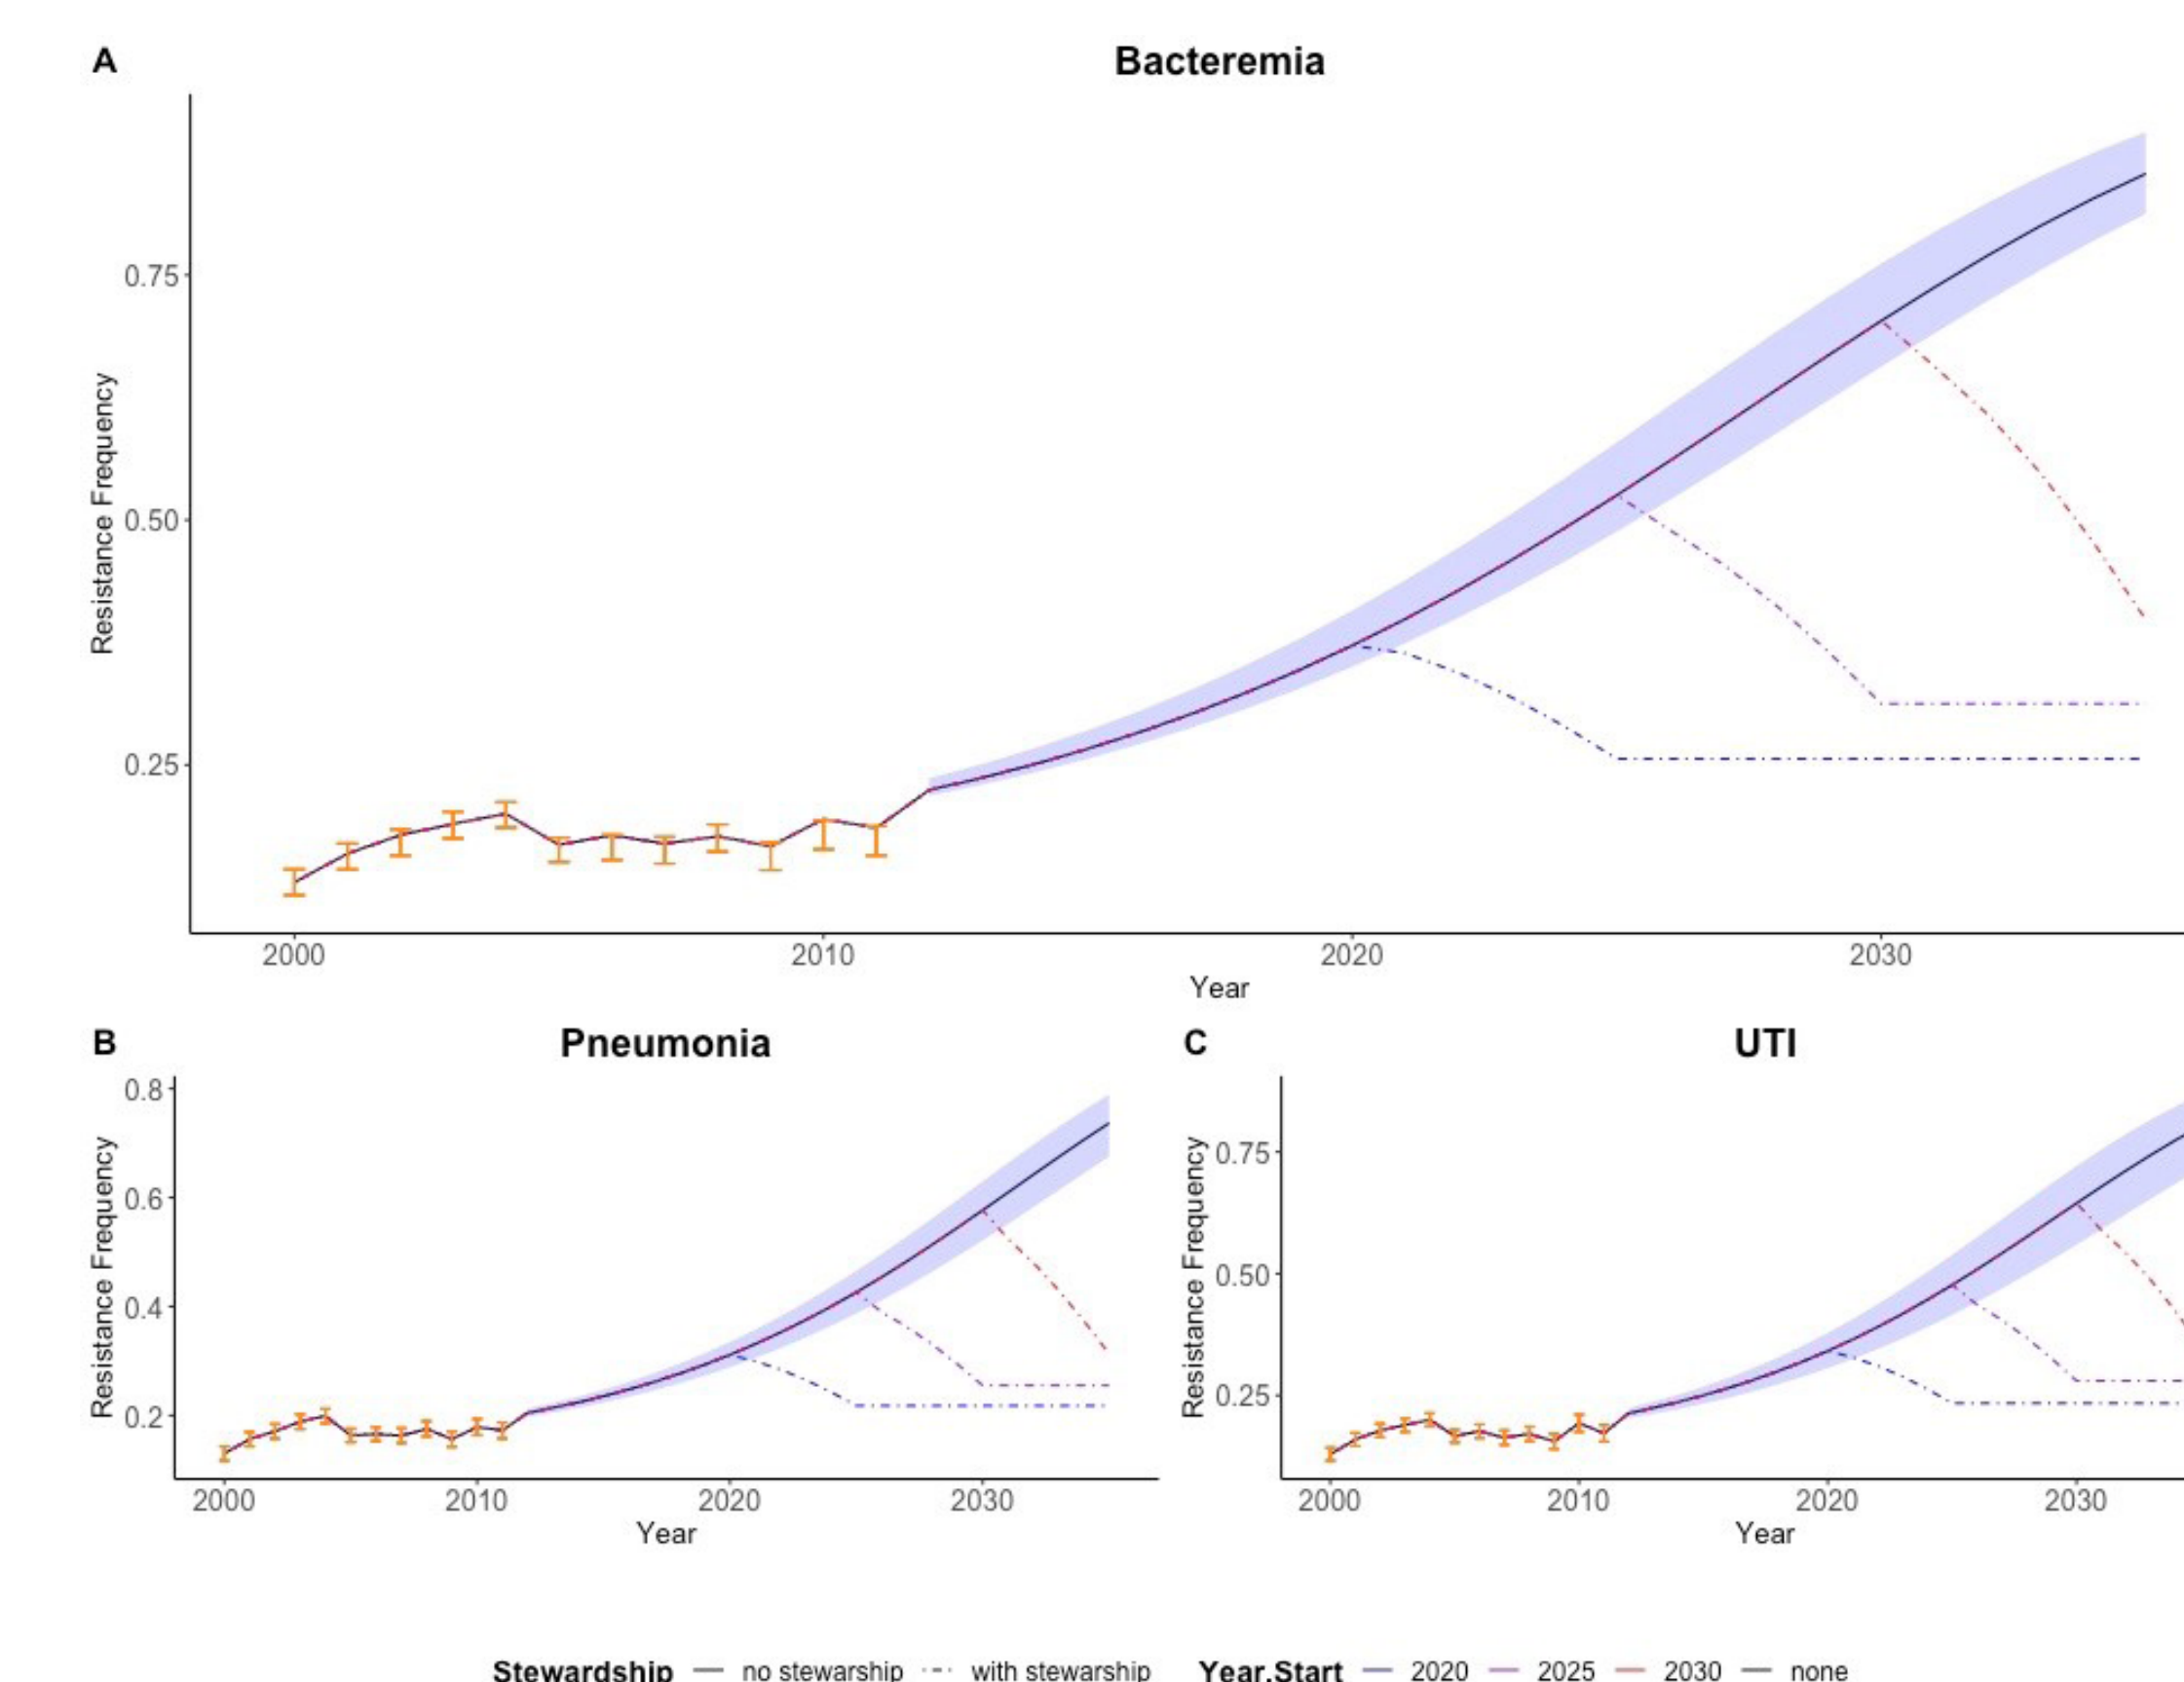 A
Bacteremia
Resistance Frequency
0.75
0.50
0.25
2000 2010 2020 2030
Year
B
Pneumonia
Resistance Frequency
0.8
0.6
0.4
0.2
2000 2010 2020 2030
Year
C
UTI
Resistance Frequency
0.75
0.50
0.25
2000 2010 2020 2030
Year
Stewardship no stewarship with stewarship Year.Start 2020 2025 2030 none